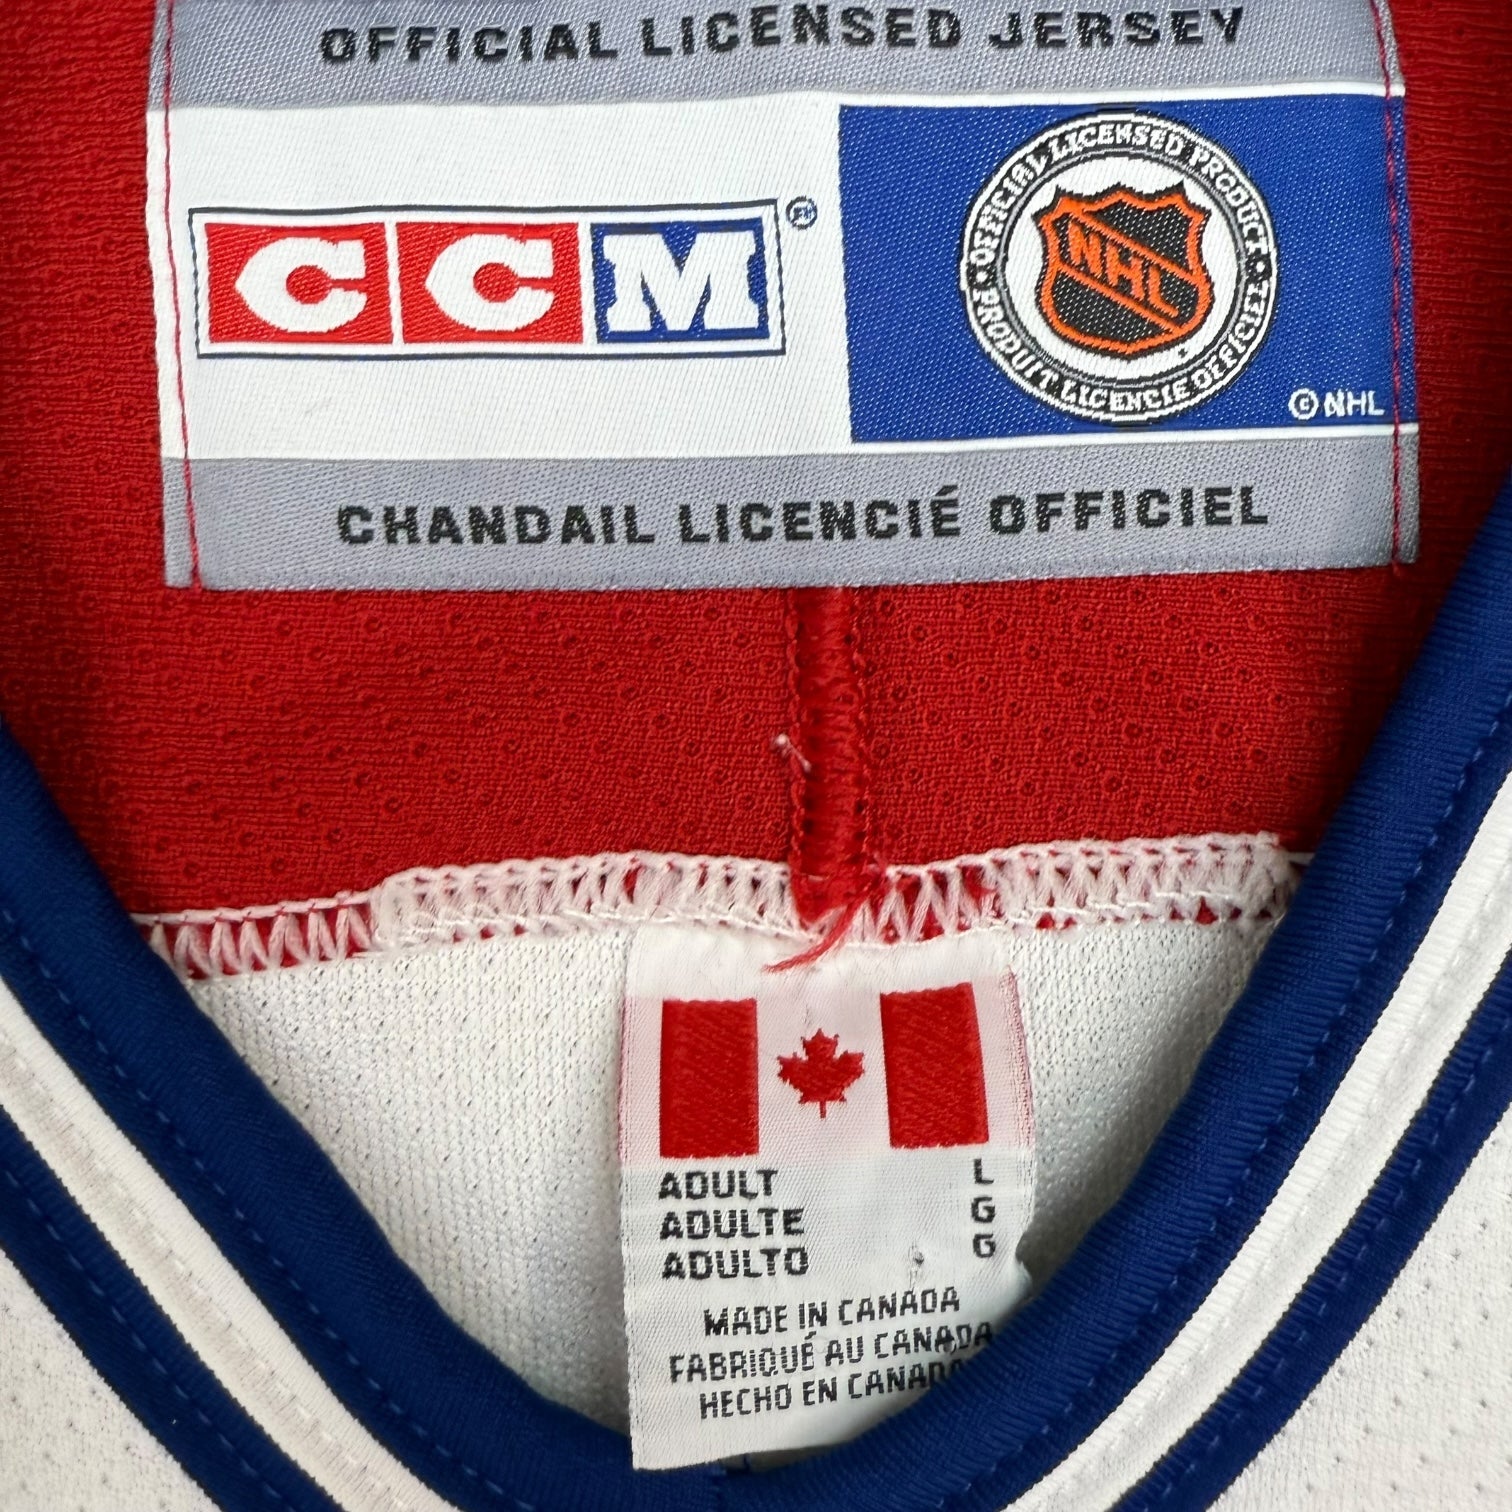 OFFICIAL LICENSED JERSEY
CCM®
OFFICIAL LICENSED PRODUCT
NHL
PRODUIT LICENCIE OFFICIEL
© NHL
CHANDAIL LICENCIÉ OFFICIEL
ADULT L
ADULTE G
ADULTO G
MADE IN CANADA
FABRIQUÉ AU CANADA
HECHO EN CANADA